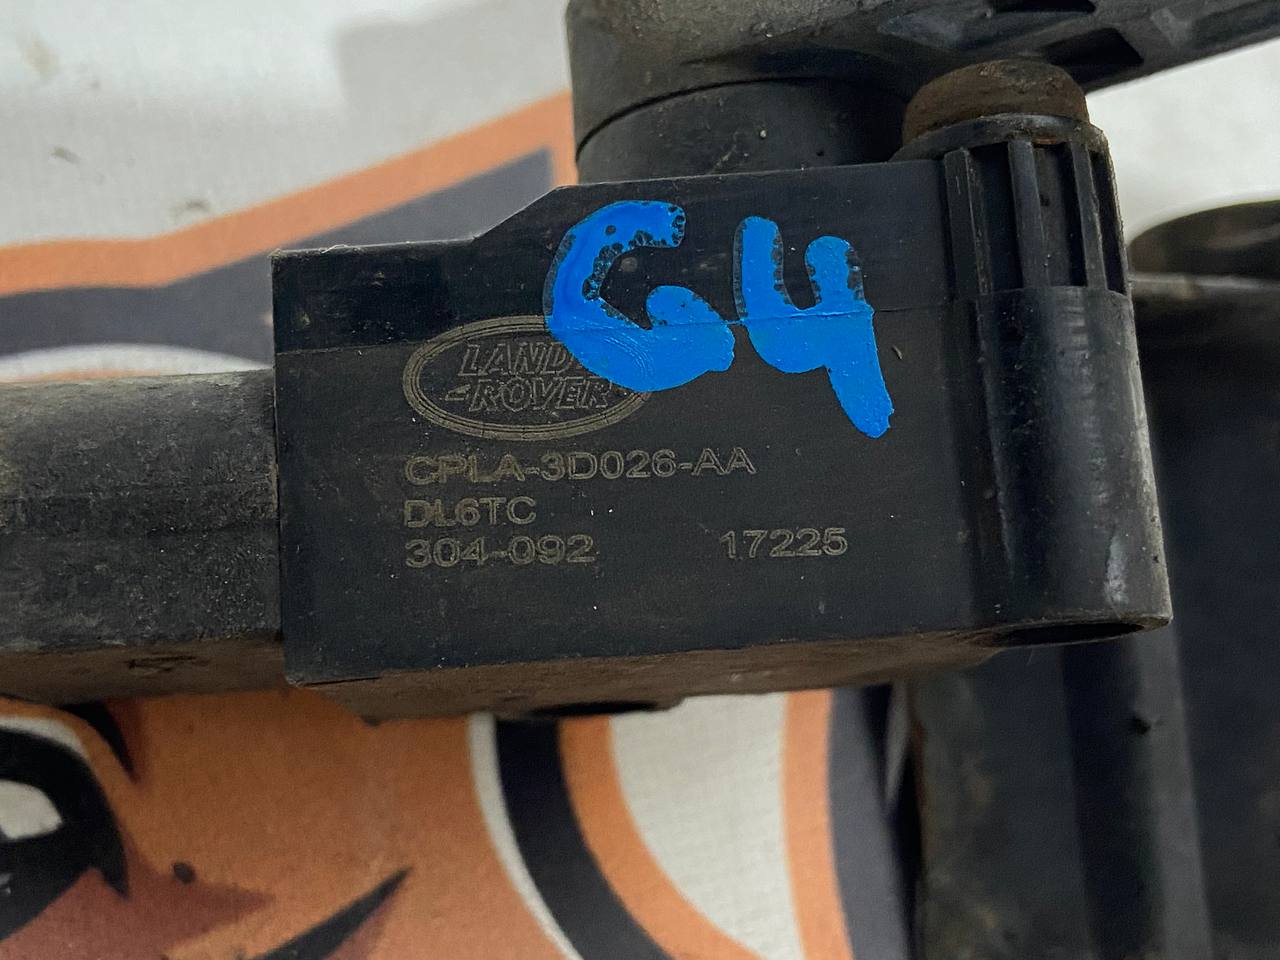 G4
LAND-
-ROVER
CPLA-3D026-AA
DL6TC
304-092 17225